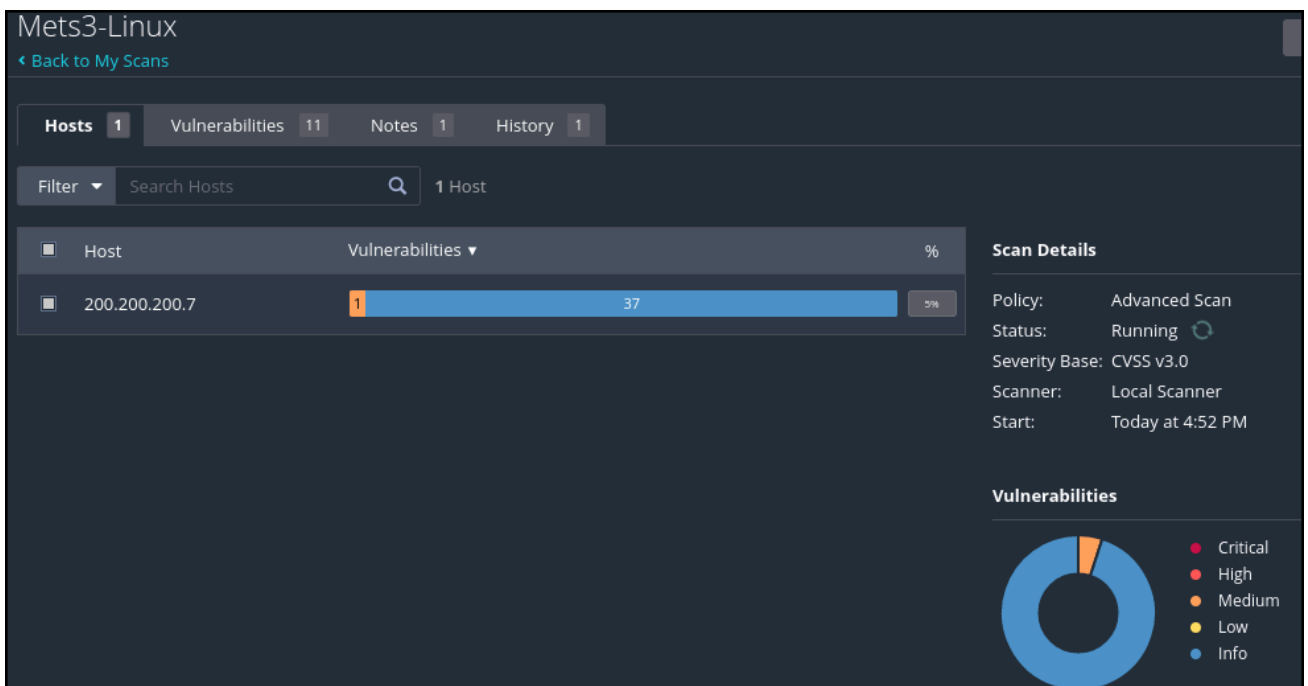 Mets3-Linux
Back to My Scans
Hosts 1 Vulnerabilities 11 Notes 1 History 1
Filter Search Hosts 1 Host
Host Vulnerabilities %
200.200.200.7 1 37 5%
Scan Details
Policy: Advanced Scan
Status: Running
Severity Base: CVSS v3.0
Scanner: Local Scanner
Start: Today at 4:52 PM
Vulnerabilities
Critical
High
Medium
Low
Info